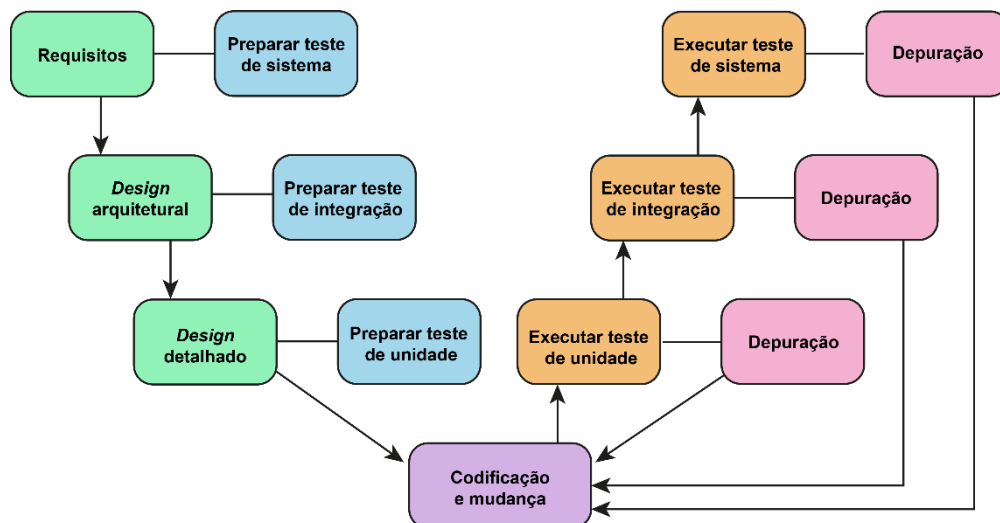 Requisitos
Preparar teste
de sistema
Executar teste
de sistema
Depuração
Design
arquitetural
Preparar teste
de integração
Executar teste
de integração
Depuração
Design
detalhado
Preparar teste
de unidade
Executar teste
de unidade
Depuração
Codificação
e mudança